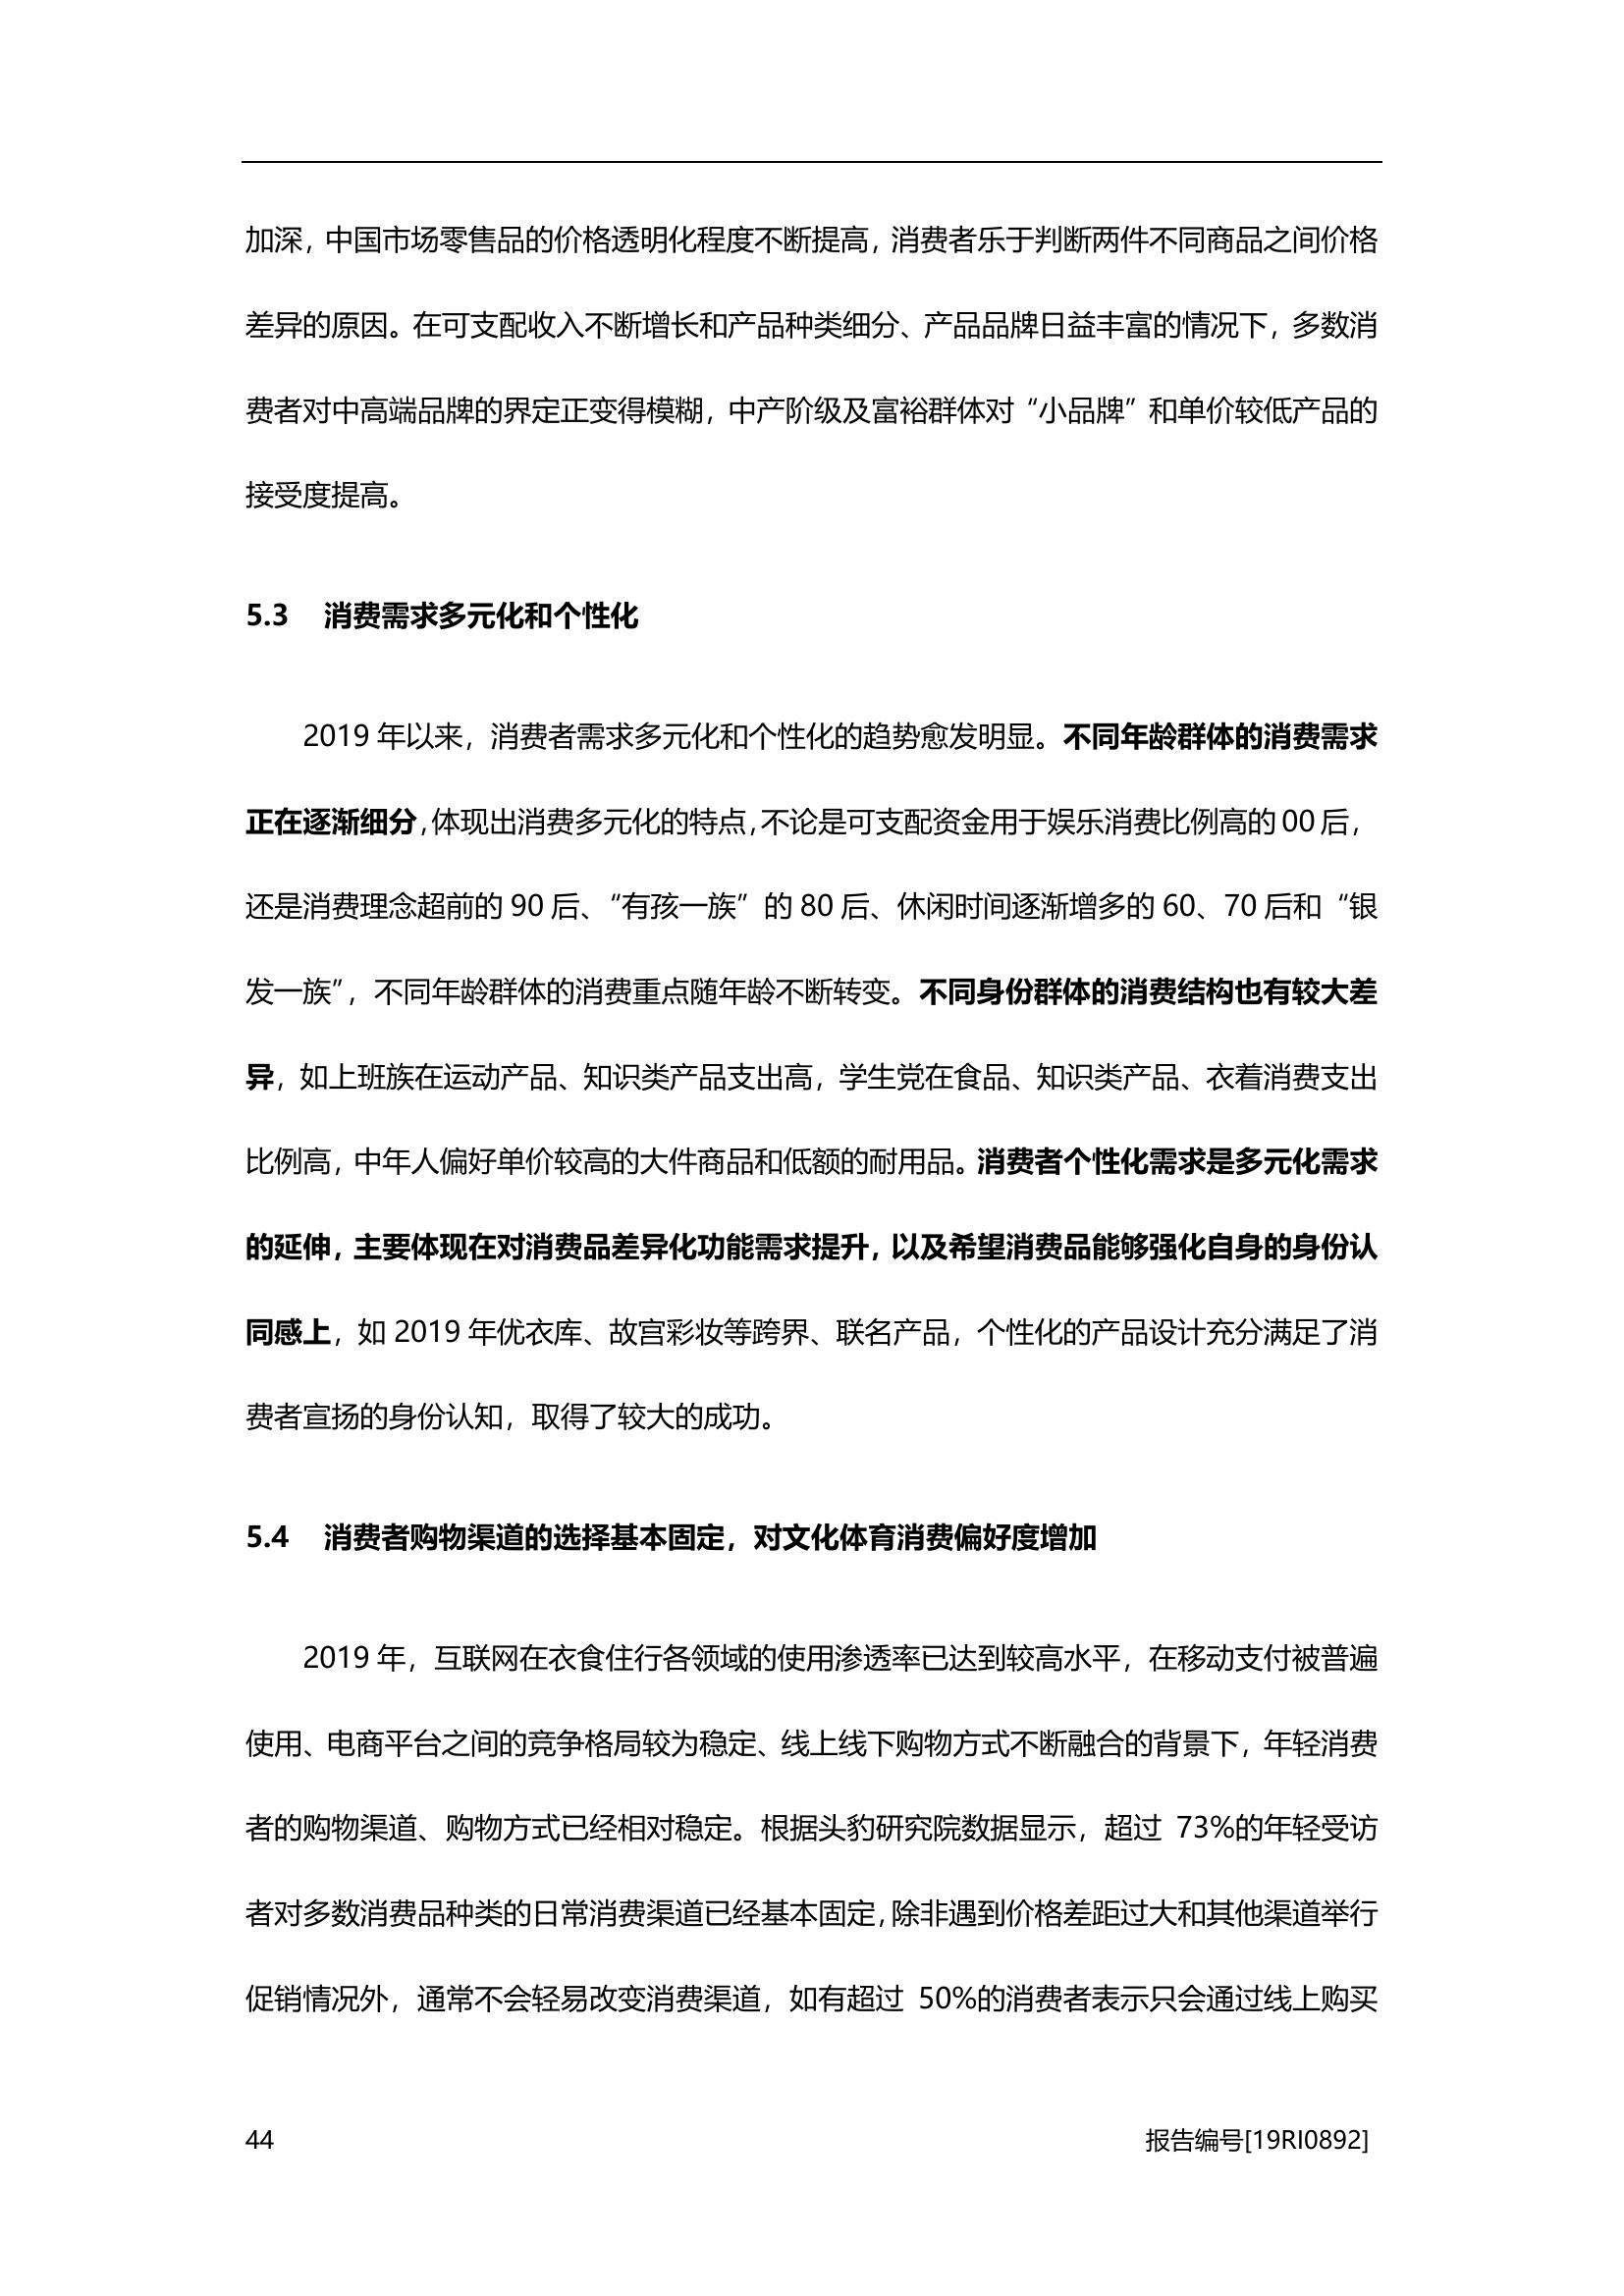 加深，中国市场零售品的价格透明化程度不断提高，消费者乐于判断两件不同商品之间价格
差异的原因。在可支配收入不断增长和产品种类细分、产品品牌日益丰富的情况下，多数消
费者对中高端品牌的界定正变得模糊，中产阶级及富裕群体对“小品牌”和单价较低产品的
接受度提高。
5.3 消费需求多元化和个性化
2019 年以来，消费者需求多元化和个性化的趋势愈发明显。不同年龄群体的消费需求
正在逐渐细分，体现出消费多元化的特点，不论是可支配资金用于娱乐消费比例高的 00 后，
还是消费理念超前的 90 后、“有孩一族”的 80 后、休闲时间逐渐增多的 60、70 后和“银
发一族”，不同年龄群体的消费重点随年龄不断转变。不同身份群体的消费结构也有较大差
异，如上班族在运动产品、知识类产品支出高，学生党在食品、知识类产品、衣着消费支出
比例高，中年人偏好单价较高的大件商品和低额的耐用品。消费者个性化需求是多元化需求
的延伸，主要体现在对消费品差异化功能需求提升，以及希望消费品能够强化自身的身份认
同感上，如 2019 年优衣库、故宫彩妆等跨界、联名产品，个性化的产品设计充分满足了消
费者宣扬的身份认知，取得了较大的成功。
5.4 消费者购物渠道的选择基本固定，对文化体育消费偏好度增加
2019 年，互联网在衣食住行各领域的使用渗透率已达到较高水平，在移动支付被普遍
使用、电商平台之间的竞争格局较为稳定、线上线下购物方式不断融合的背景下，年轻消费
者的购物渠道、购物方式已经相对稳定。根据头豹研究院数据显示，超过 73%的年轻受访
者对多数消费品种类的日常消费渠道已经基本固定，除非遇到价格差距过大和其他渠道举行
促销情况外，通常不会轻易改变消费渠道，如有超过 50%的消费者表示只会通过线上购买
44 报告编号[19RI0892]